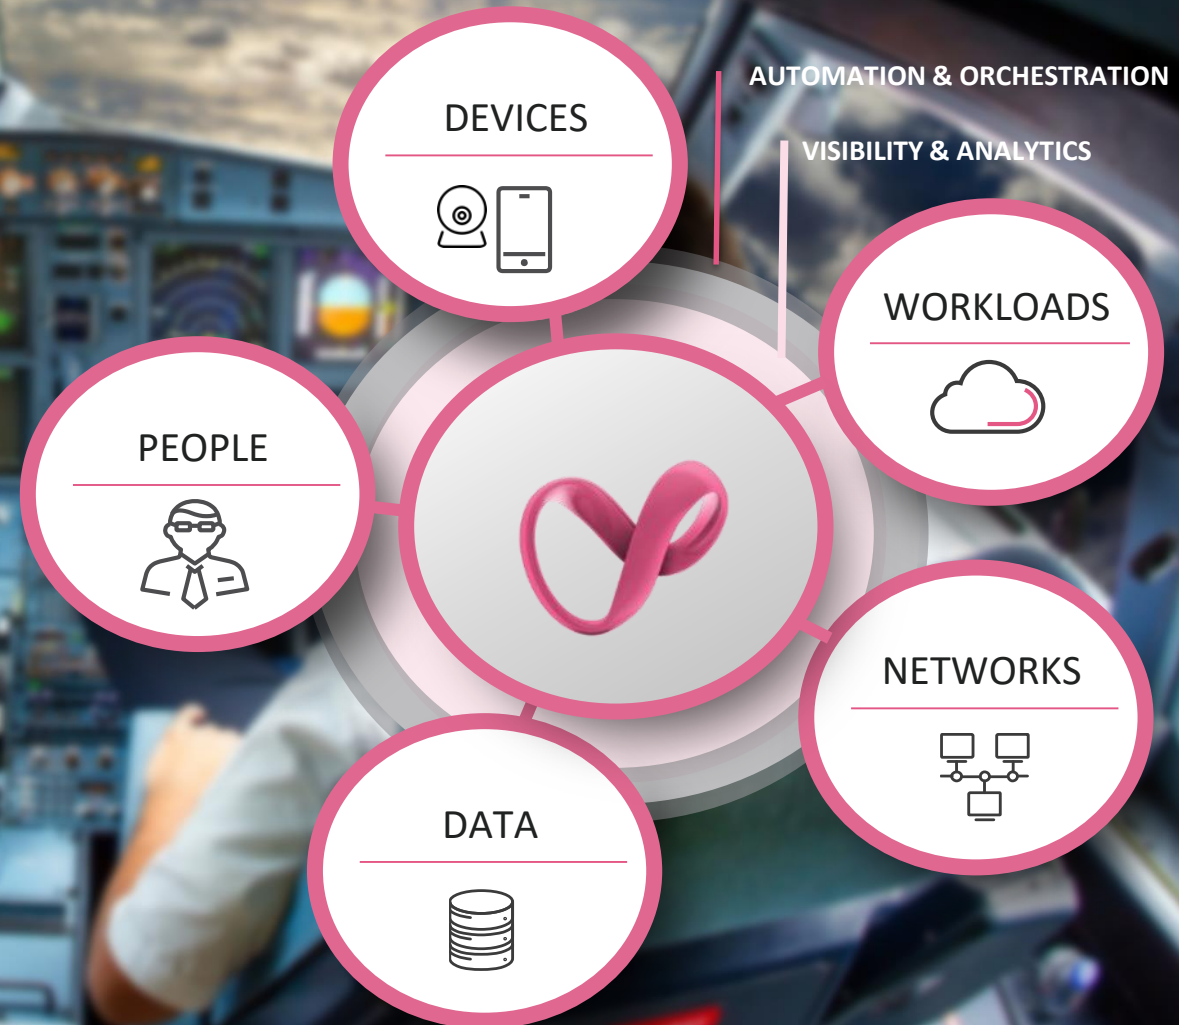 AUTOMATION & ORCHESTRATION
DEVICES
VISIBILITY & ANALYTICS
WORKLOADS
PEOPLE
NETWORKS
DATA